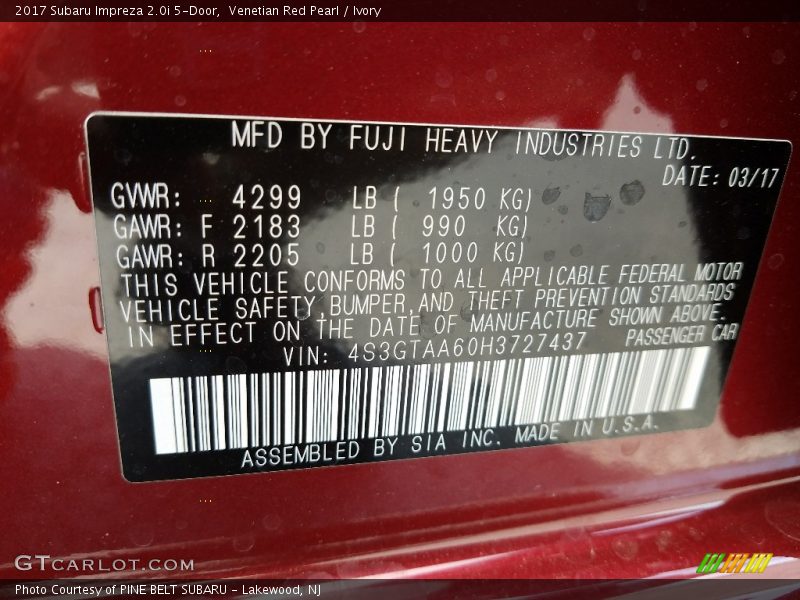 2017 Subaru Impreza 2.0i 5-Door, Venetian Red Pearl / Ivory
MFD BY FUJI HEAVY INDUSTRIES LTD.
DATE: 03/17
GVWR: 4299 LB ( 1950 KG)
GAWR: F 2183 LB ( 990 KG)
GAWR: R 2205 LB ( 1000 KG)
THIS VEHICLE CONFORMS TO ALL APPLICABLE FEDERAL MOTOR
VEHICLE SAFETY,BUMPER,AND THEFT PREVENTION STANDARDS
IN EFFECT ON THE DATE OF MANUFACTURE SHOWN ABOVE.
VIN: 4S3GTAA60H3727437 PASSENGER CAR
ASSEMBLED BY SIA INC. MADE IN U.S.A.
GTCARLOT.COM
Photo Courtesy of PINE BELT SUBARU - Lakewood, NJ